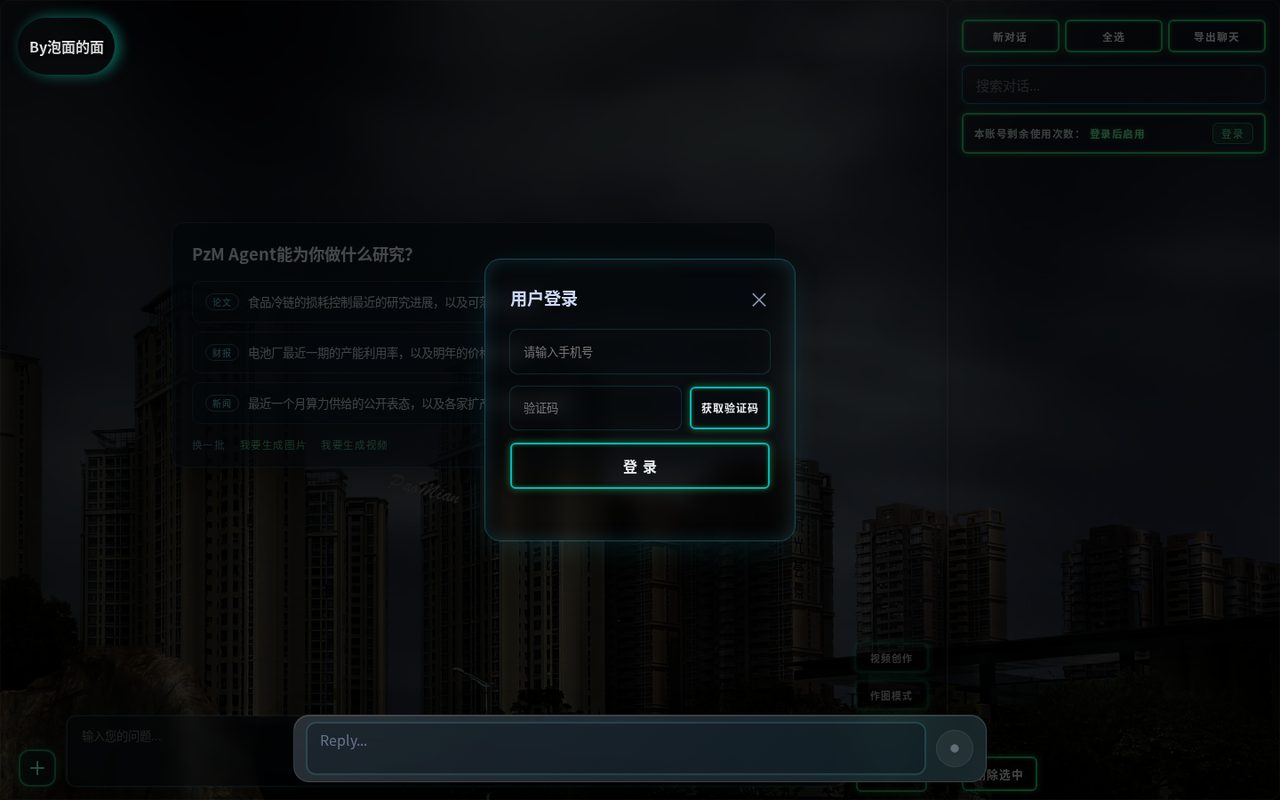 By泡面的面
新对话
全选
导出聊天
搜索对话...
本账号剩余使用次数： 登录后启用
登录
PzM Agent能为你做什么研究？
论文 食品冷链的损耗控制最近的研究进展，以及可
财报 电池厂最近一期的产能利用率，以及明年的价
新闻 最近一个月算力供给的公开表态，以及各家扩
换一批 我要生成图片 我要生成视频
PaoMian
用户登录
请输入手机号
验证码
获取验证码
登 录
视频创作
作图模式
输入您的问题...
Reply...
除选中